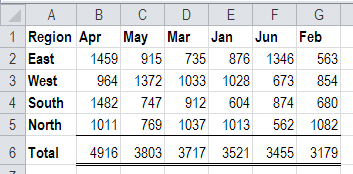 A B C D E F G
1 Region Apr May Mar Jan Jun Feb
2 East 1459 915 735 876 1346 563
3 West 964 1372 1033 1028 673 854
4 South 1482 747 912 604 874 680
5 North 1011 769 1037 1013 562 1082
6 Total 4916 3803 3717 3521 3455 3179